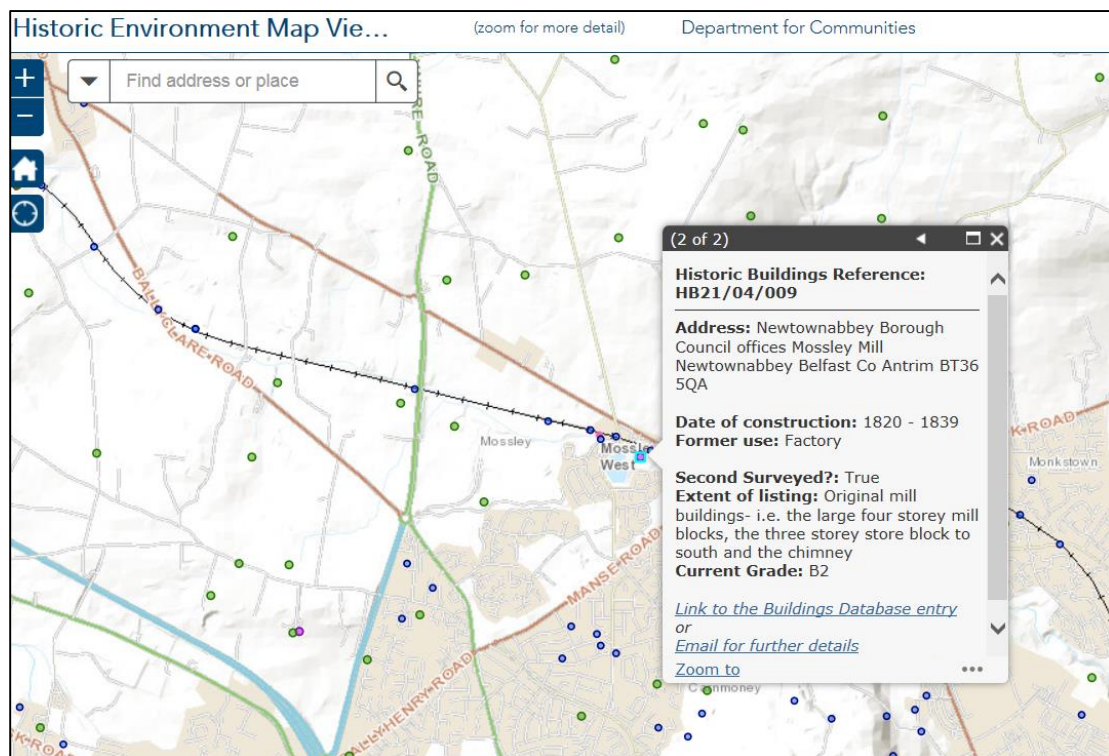 Historic Environment Map Vie...
(zoom for more detail)
Department for Communities
+
Find address or place
−
ROAD
BALLYCLARE ROAD
Mossley
West
MANSE ROAD
ROAD
Monkstown
(2 of 2)
Historic Buildings Reference:
HB21/04/009
Address: Newtownabbey Borough
Council offices Mossley Mill
Newtownabbey Belfast Co Antrim BT36
5QA
Date of construction: 1820 - 1839
Former use: Factory
Second Surveyed?: True
Extent of listing: Original mill
buildings- i.e. the large four storey mill
blocks, the three storey store block to
south and the chimney
Current Grade: B2
Link to the Buildings Database entry
or
Email for further details
Zoom to
ROAD